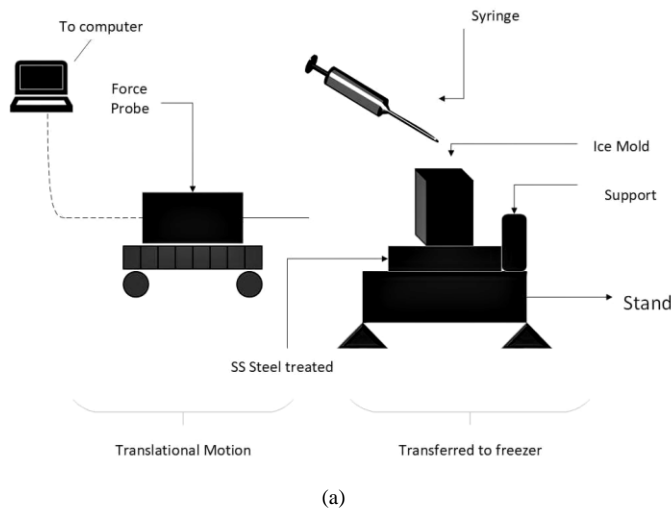 To computer
Syringe
Force
Probe
Ice Mold
Support
Stand
SS Steel treated
Translational Motion
Transferred to freezer
(a)